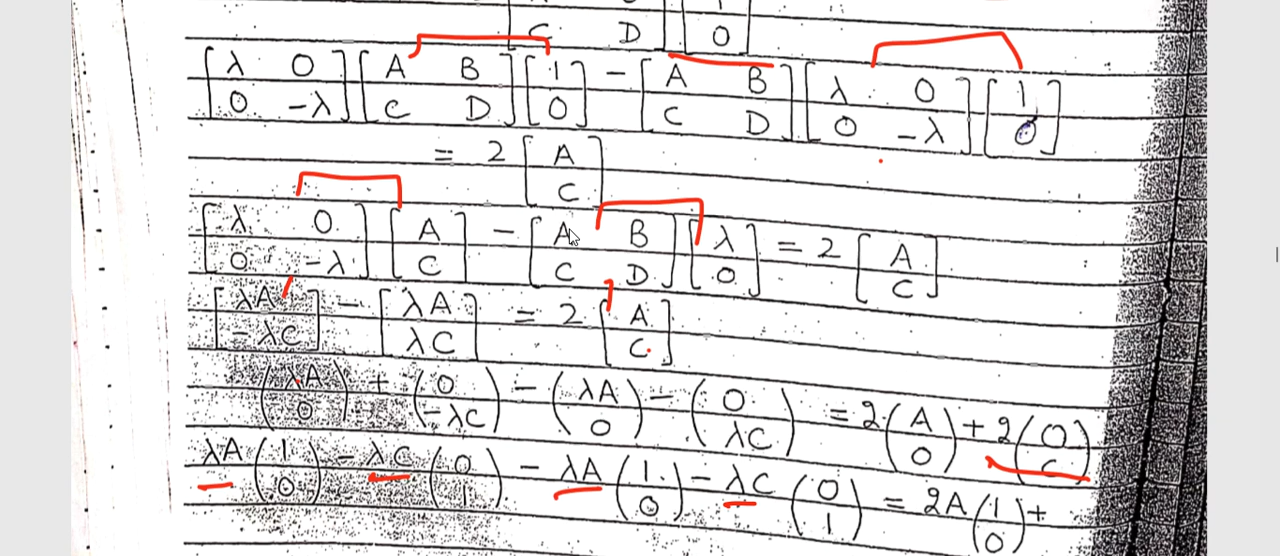 [C D] [1 0]
[λ 0; 0 -λ] [A B; C D] [1; 0] - [A B; C D] [λ 0; 0 -λ] [1; 0]
= 2 [A; C]
[λ 0; 0 -λ] [A; C] - [A B; C D] [λ; 0] = 2 [A; C]
[λA; -λC] - [λA; λC] = 2 [A; C]
(λA; 0) + (0; -λC) - (λA; 0) - (0; λC) = 2 (A; 0) + 2 (0; C)
λA (1; 0) - λC (0; 1) - λA (1; 0) - λC (0; 1) = 2A (1; 0) +